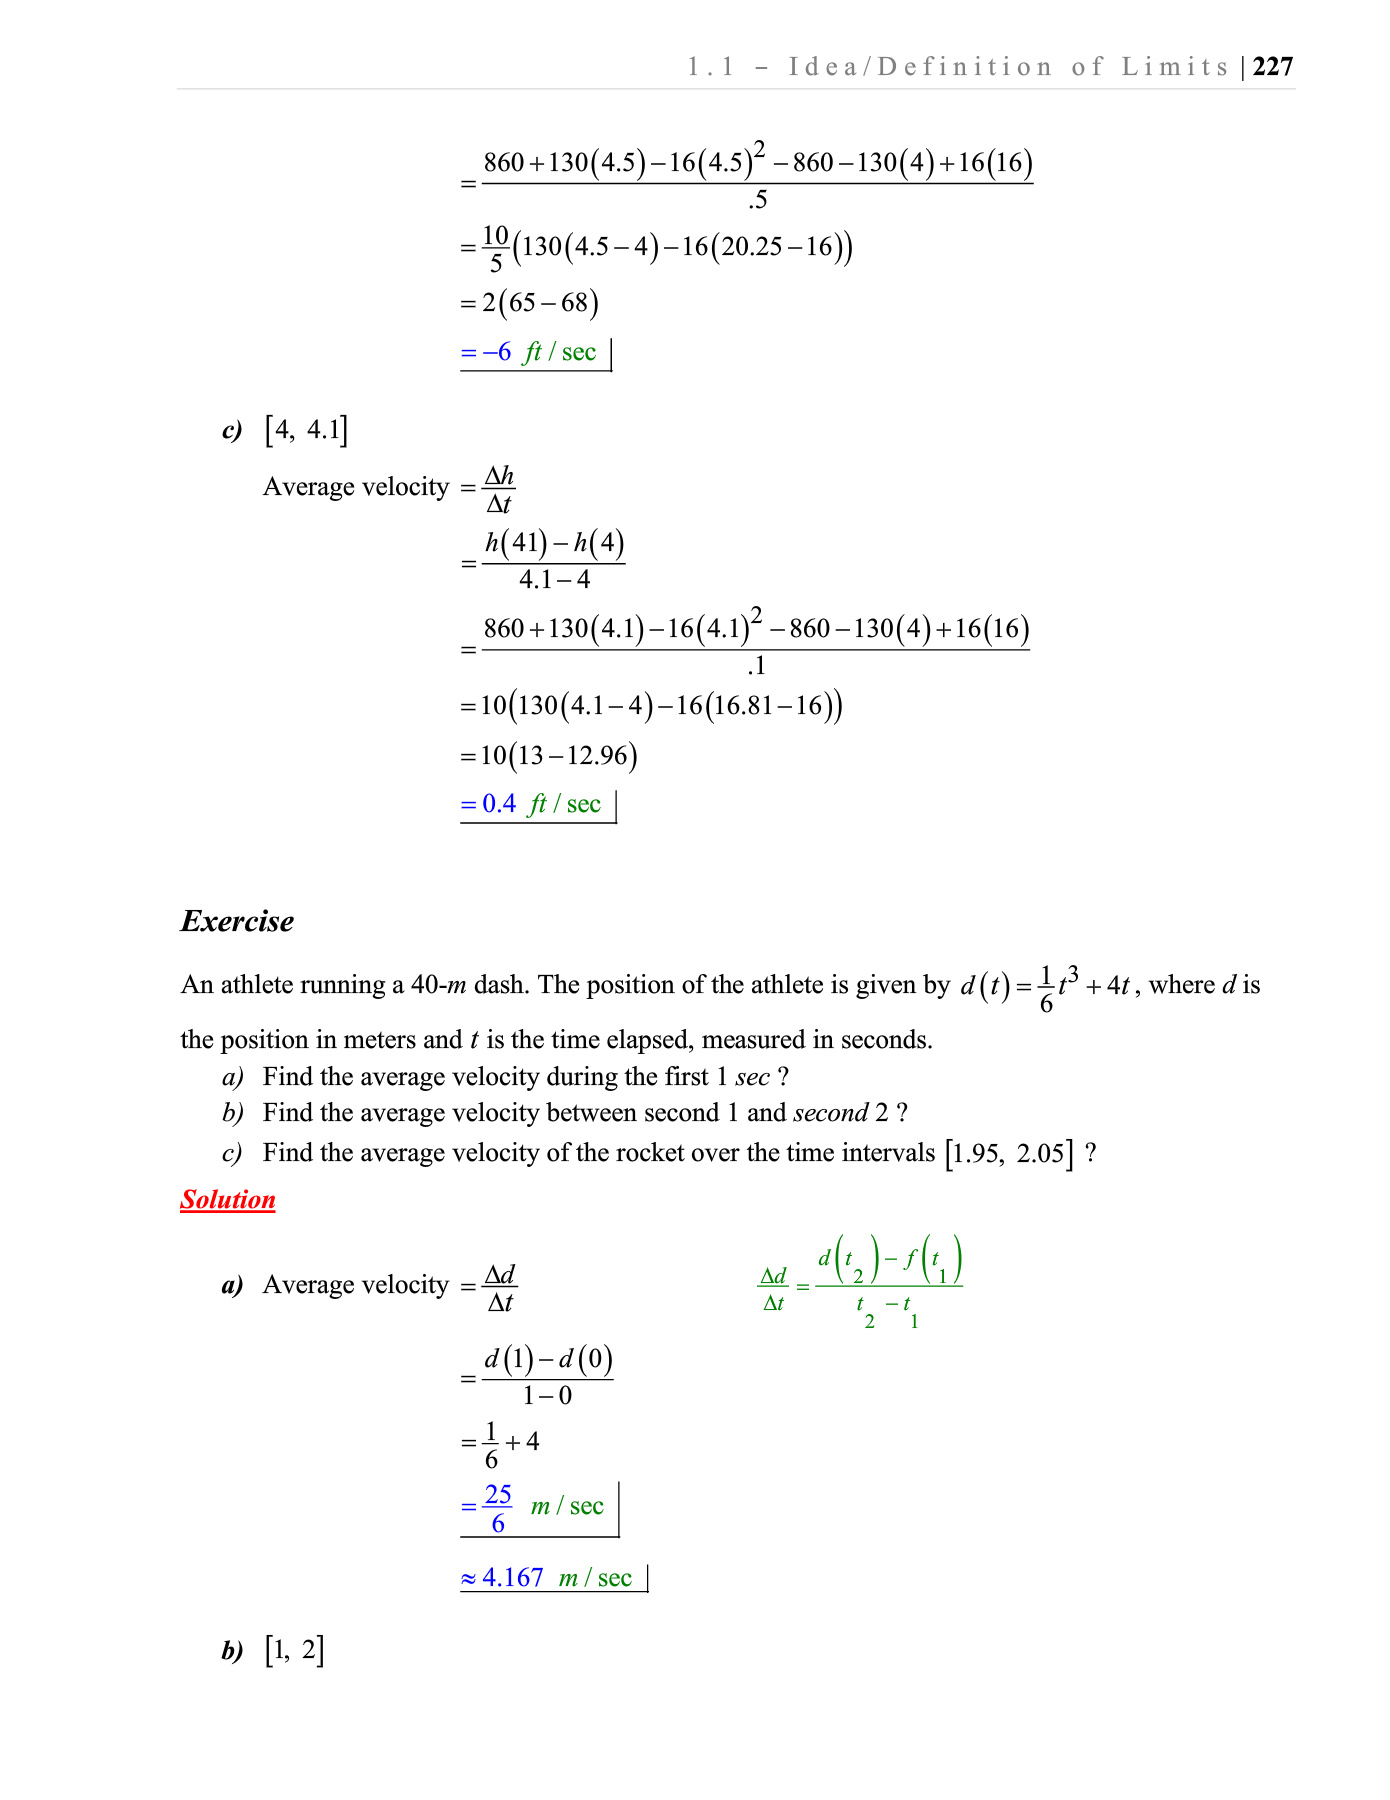 1.1 – Idea/Definition of Limits | 227
= \frac{860+130(4.5)-16(4.5)^2-860-130(4)+16(16)}{.5}
= \frac{10}{5}(130(4.5-4)-16(20.25-16))
= 2(65-68)
= -6 ft / sec
c) [4, 4.1]
Average velocity = \frac{Δh}{Δt}
= \frac{h(41)-h(4)}{4.1-4}
= \frac{860+130(4.1)-16(4.1)^2-860-130(4)+16(16)}{.1}
= 10(130(4.1-4)-16(16.81-16))
= 10(13-12.96)
= 0.4 ft / sec
Exercise
An athlete running a 40-m dash. The position of the athlete is given by d(t) = \frac{1}{6}t^3 + 4t, where d is
the position in meters and t is the time elapsed, measured in seconds.
a) Find the average velocity during the first 1 sec ?
b) Find the average velocity between second 1 and second 2 ?
c) Find the average velocity of the rocket over the time intervals [1.95, 2.05] ?
Solution
a) Average velocity = \frac{Δd}{Δt} \frac{Δd}{Δt} = \frac{d(t_2)-f(t_1)}{t_2-t_1}
= \frac{d(1)-d(0)}{1-0}
= \frac{1}{6}+4
= \frac{25}{6} m / sec
≈ 4.167 m / sec
b) [1, 2]